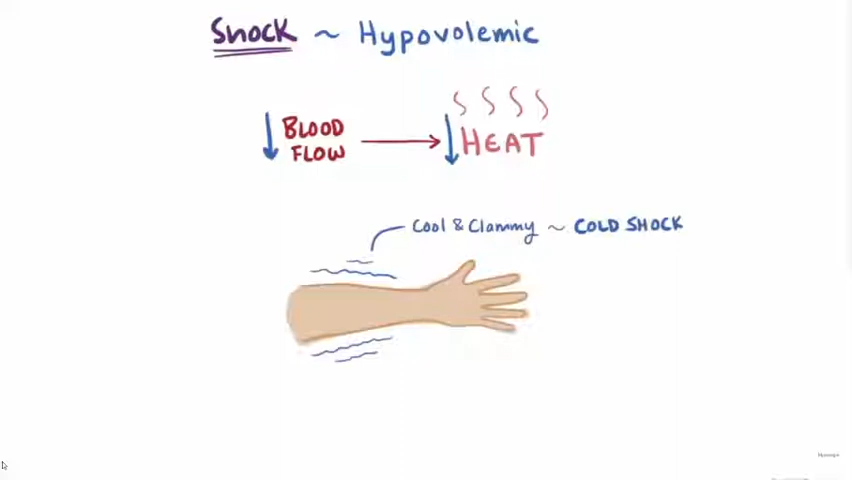 Shock ~ Hypovolemic
↓ BLOOD FLOW → ↓ HEAT
Cool & Clammy ~ COLD SHOCK